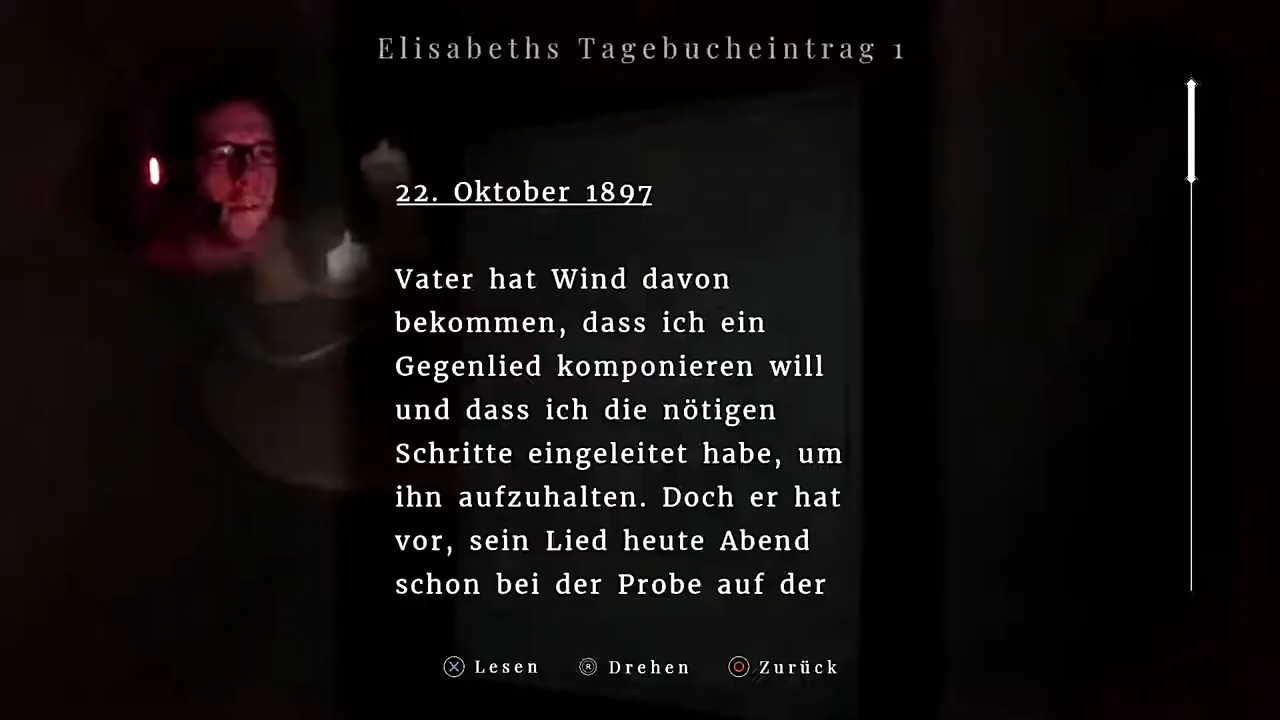 Elisabeths Tagebucheintrag 1
22. Oktober 1897
Vater hat Wind davon
bekommen, dass ich ein
Gegenlied komponieren will
und dass ich die nötigen
Schritte eingeleitet habe, um
ihn aufzuhalten. Doch er hat
vor, sein Lied heute Abend
schon bei der Probe auf der
Lesen R Drehen Zurück